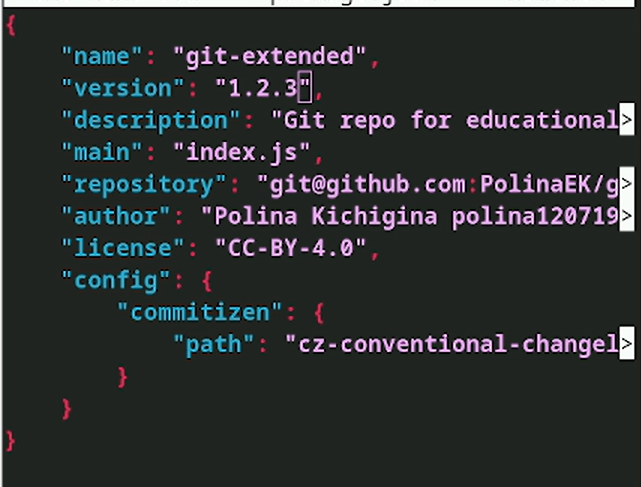 {
    "name": "git-extended",
    "version": "1.2.3",
    "description": "Git repo for educational>
    "main": "index.js",
    "repository": "git@github.com:PolinaEK/g>
    "author": "Polina Kichigina polina120719>
    "license": "CC-BY-4.0",
    "config": {
        "commitizen": {
            "path": "cz-conventional-changel>
        }
    }
}